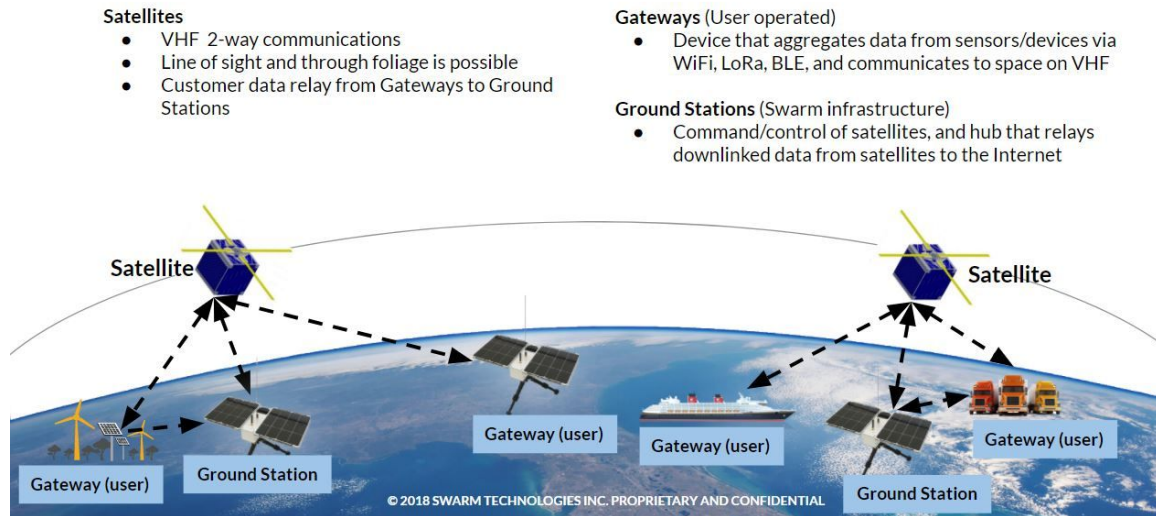 Satellites
● VHF 2-way communications
● Line of sight and through foliage is possible
● Customer data relay from Gateways to Ground
Stations
Gateways (User operated)
● Device that aggregates data from sensors/devices via
WiFi, LoRa, BLE, and communicates to space on VHF
Ground Stations (Swarm infrastructure)
● Command/control of satellites, and hub that relays
downlinked data from satellites to the Internet
Satellite
Satellite
Gateway (user)
Ground Station
Gateway (user)
Gateway (user)
Ground Station
Gateway (user)
© 2018 SWARM TECHNOLOGIES INC. PROPRIETARY AND CONFIDENTIAL